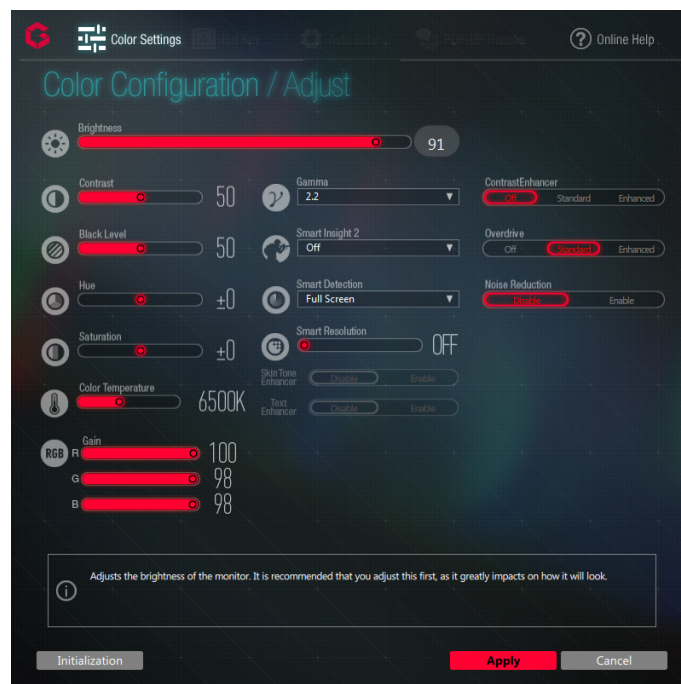 Color Settings
Online Help
Color Configuration / Adjust
Brightness
91
Contrast
50
Gamma
2.2
ContrastEnhancer
Off Standard Enhanced
Black Level
50
Smart Insight 2
Off
Overdrive
Off Standard Enhanced
Hue
±0
Smart Detection
Full Screen
Noise Reduction
Disable Enable
Saturation
±0
Smart Resolution
OFF
Color Temperature
6500K
Skin Tone
Enhancer
Disable Enable
Text
Enhancer
Disable Enable
RGB
Gain
R 100
G 98
B 98
Adjusts the brightness of the monitor. It is recommended that you adjust this first, as it greatly impacts on how it will look.
Initialization
Apply
Cancel